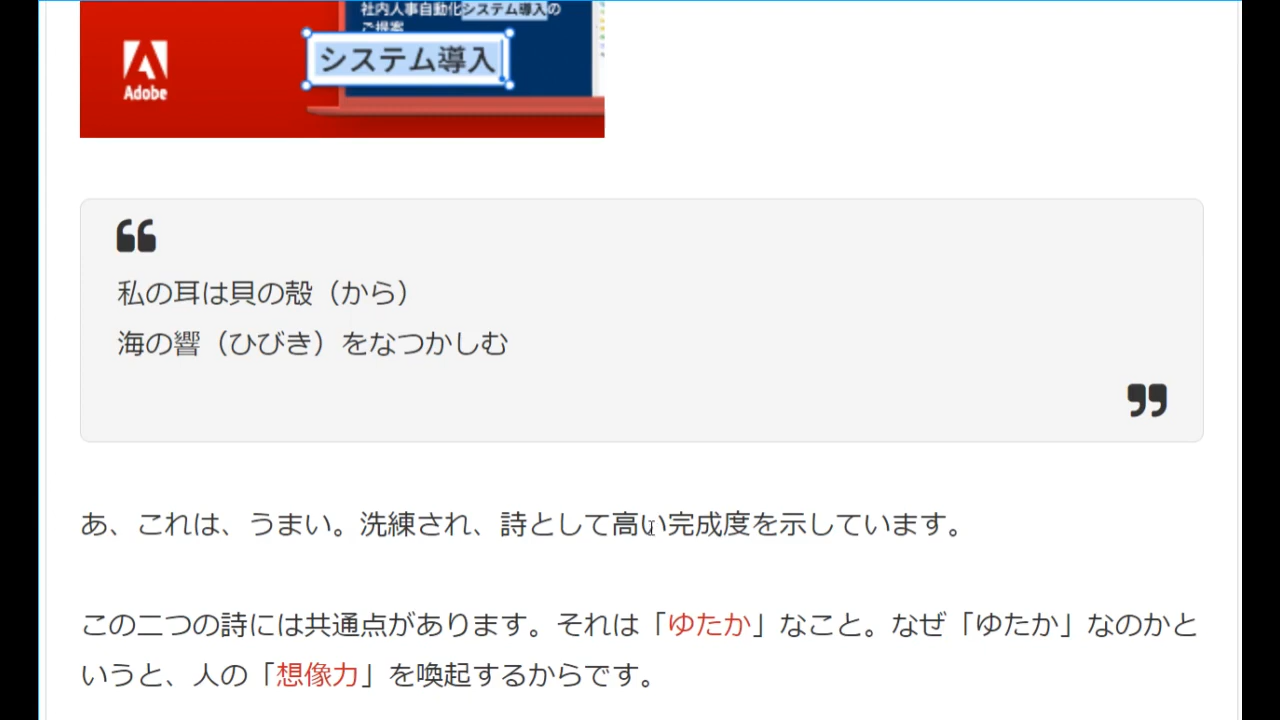 社内人事自動化システム導入の
ご提案
システム導入
Adobe
私の耳は貝の殻（から）
海の響（ひびき）をなつかしむ
あ、これは、うまい。洗練され、詩として高い完成度を示しています。
この二つの詩には共通点があります。それは「ゆたか」なこと。なぜ「ゆたか」なのかと
いうと、人の「想像力」を喚起するからです。